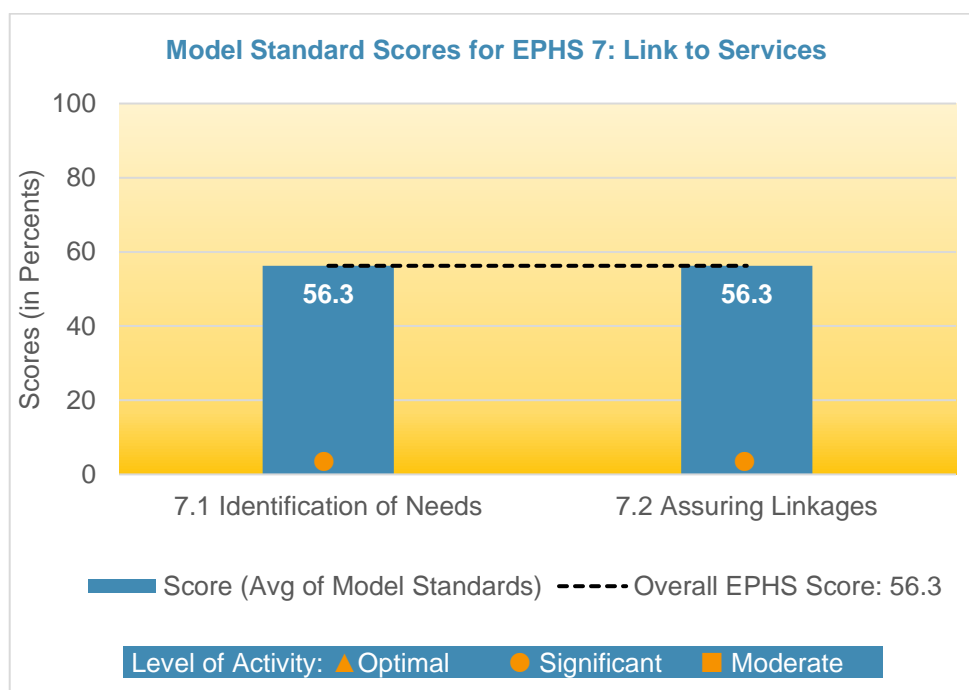 Model Standard Scores for EPHS 7: Link to Services
Scores (in Percents)
100
80
60
40
20
0
56.3
56.3
7.1 Identification of Needs
7.2 Assuring Linkages
Score (Avg of Model Standards)
Overall EPHS Score: 56.3
Level of Activity: Optimal Significant Moderate